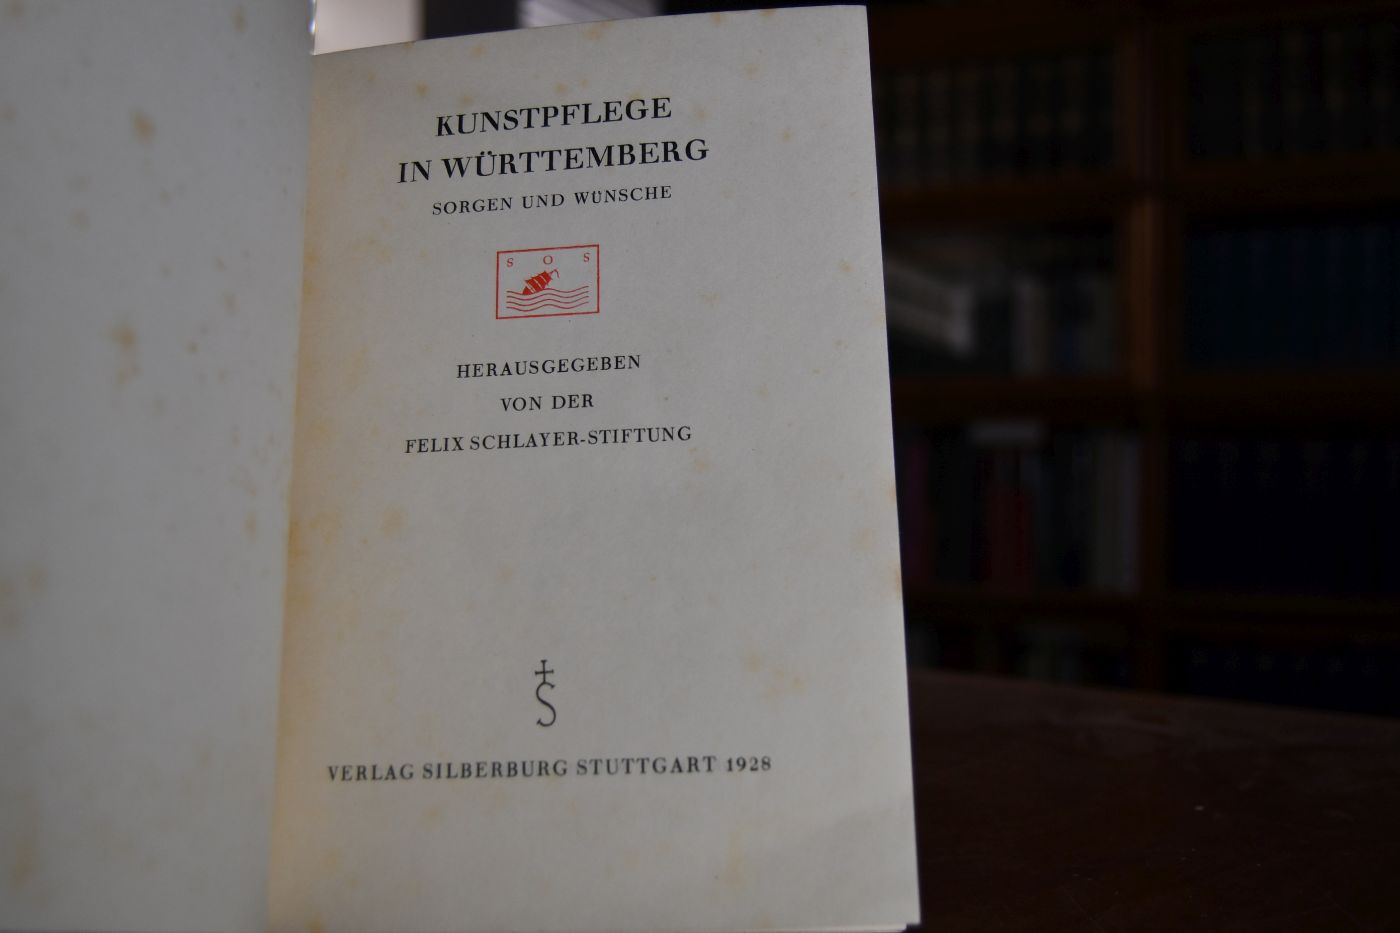 KUNSTPFLEGE
IN WÜRTTEMBERG
SORGEN UND WÜNSCHE
S O S
HERAUSGEGEBEN
VON DER
FELIX SCHLAYER-STIFTUNG
S
VERLAG SILBERBURG STUTTGART 1928